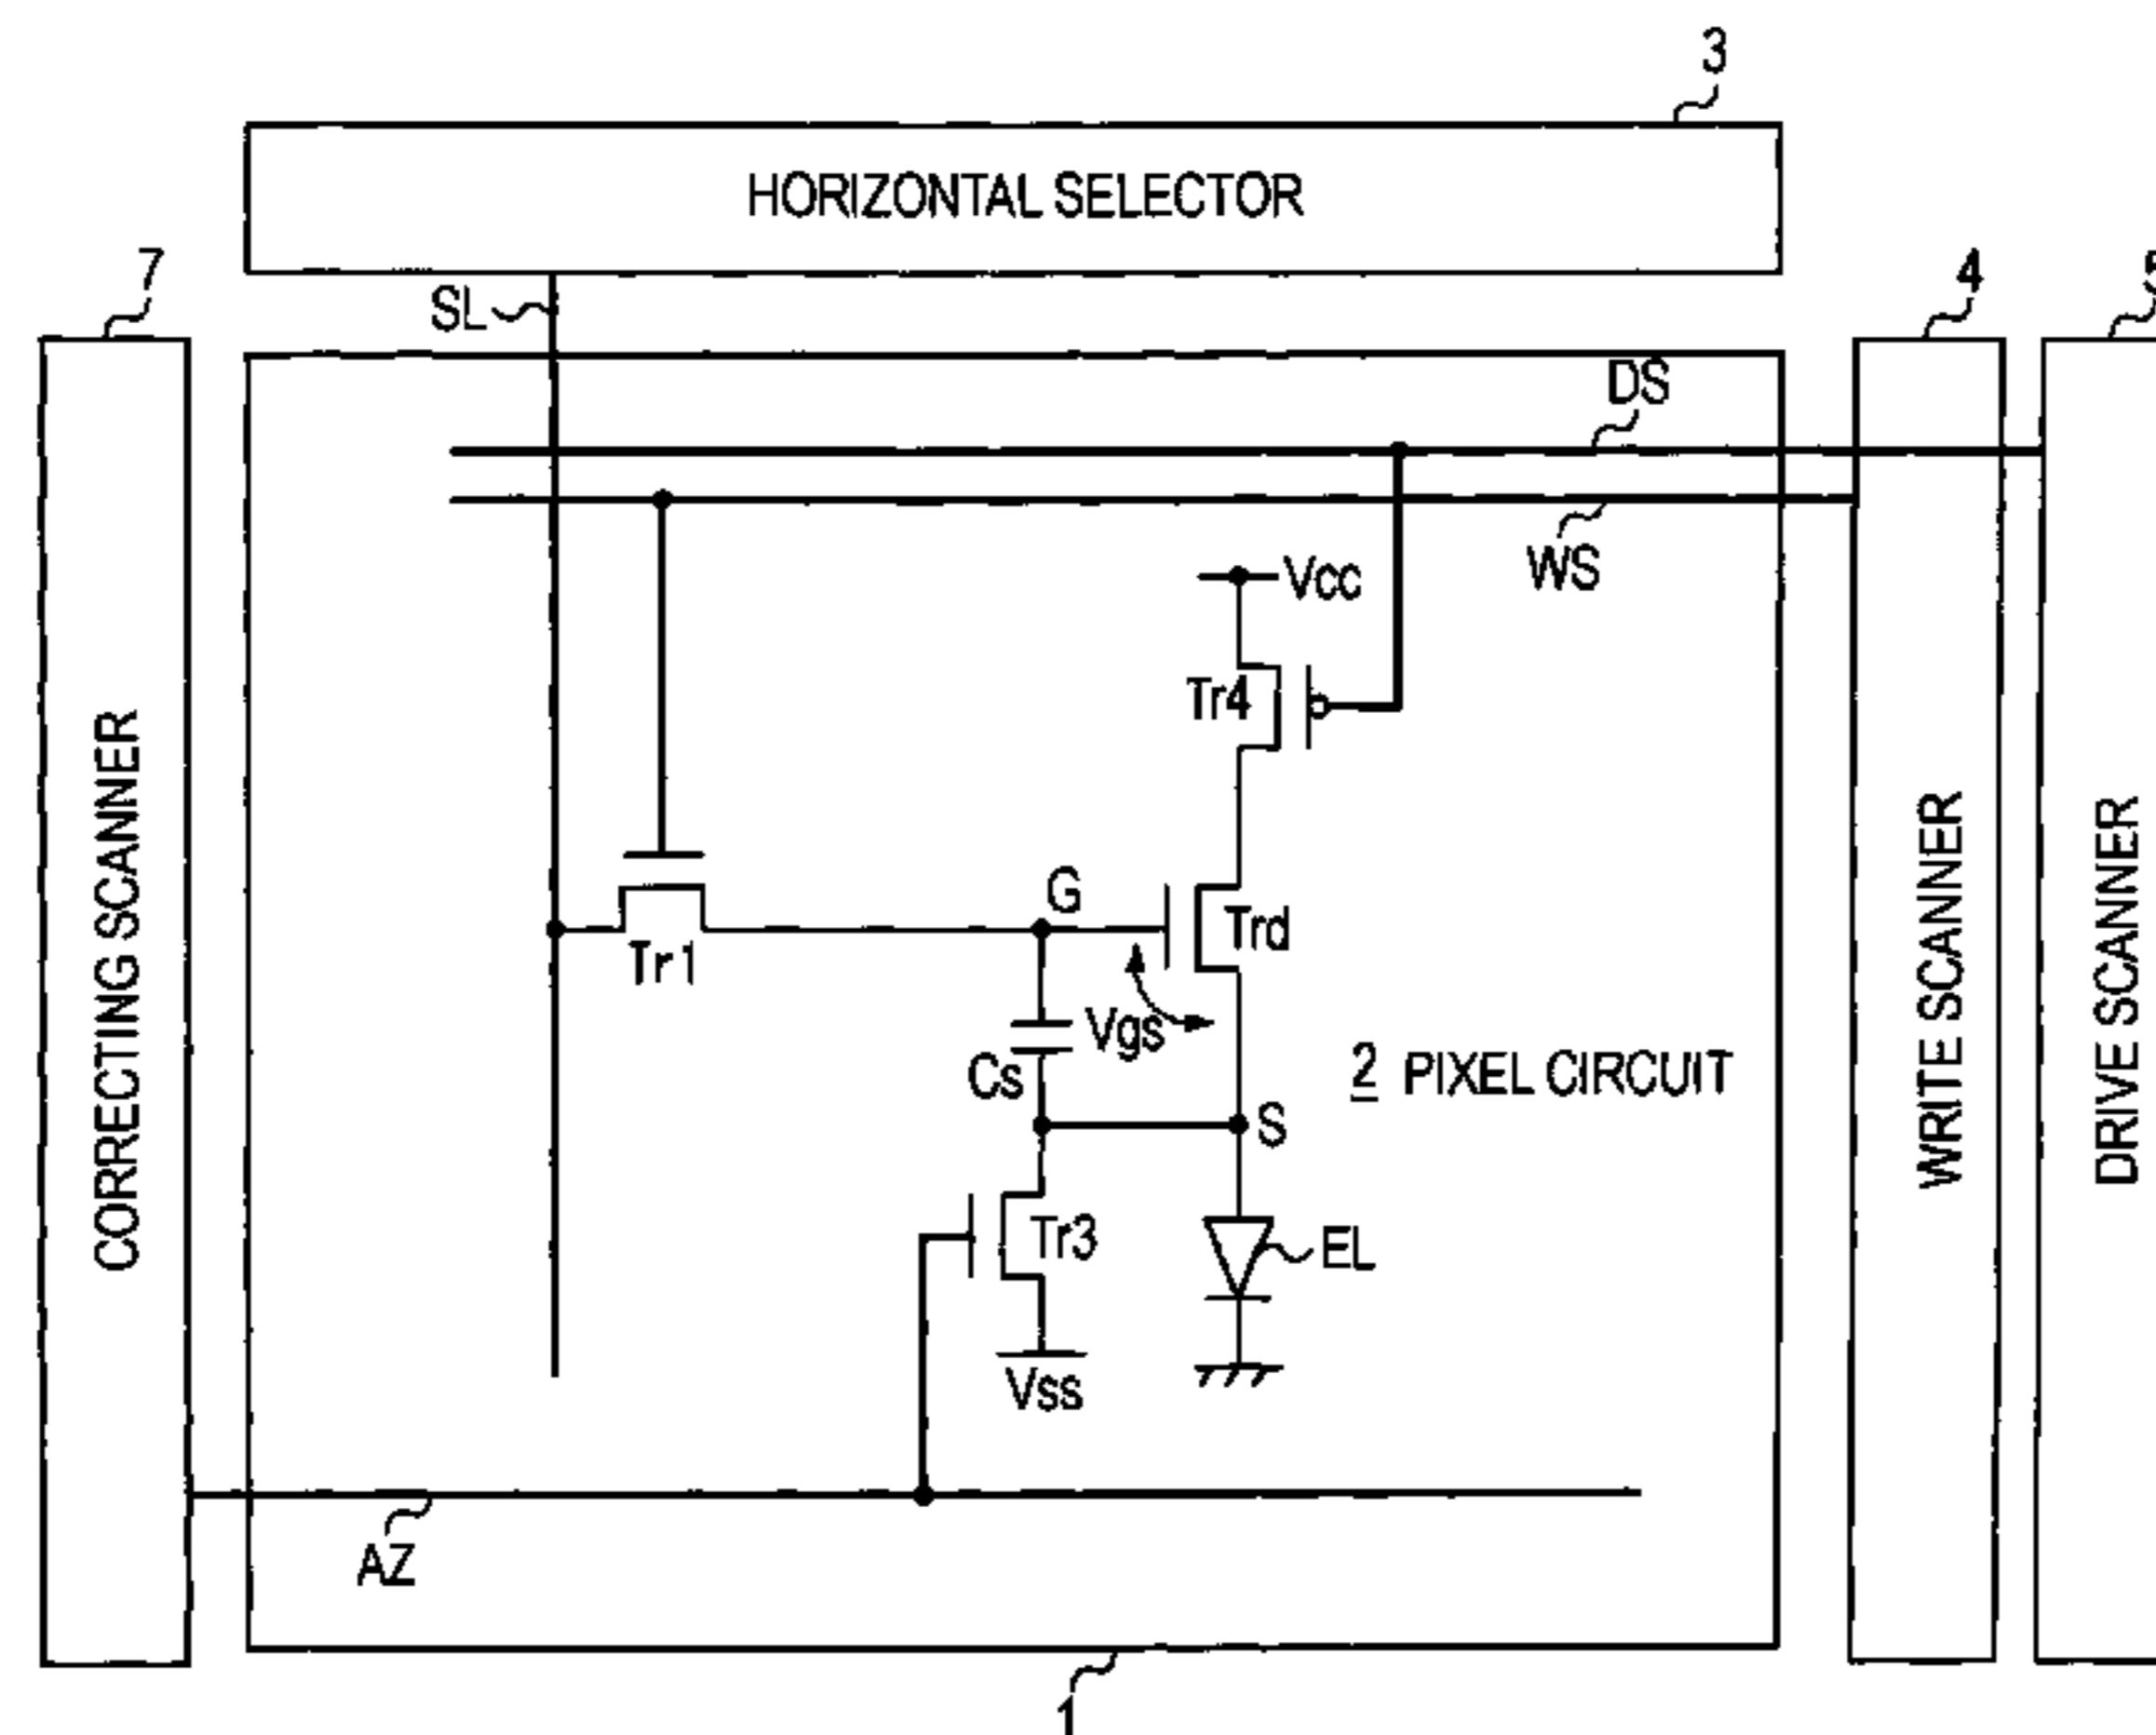 3
HORIZONTAL SELECTOR
7
SL
4
5
DS
WS
Vcc
Tr4
CORRECTING SCANNER
WRITE SCANNER
DRIVE SCANNER
G
Trd
Tr1
Vgs
Cs
2 PIXEL CIRCUIT
S
Tr3
EL
Vss
AZ
1